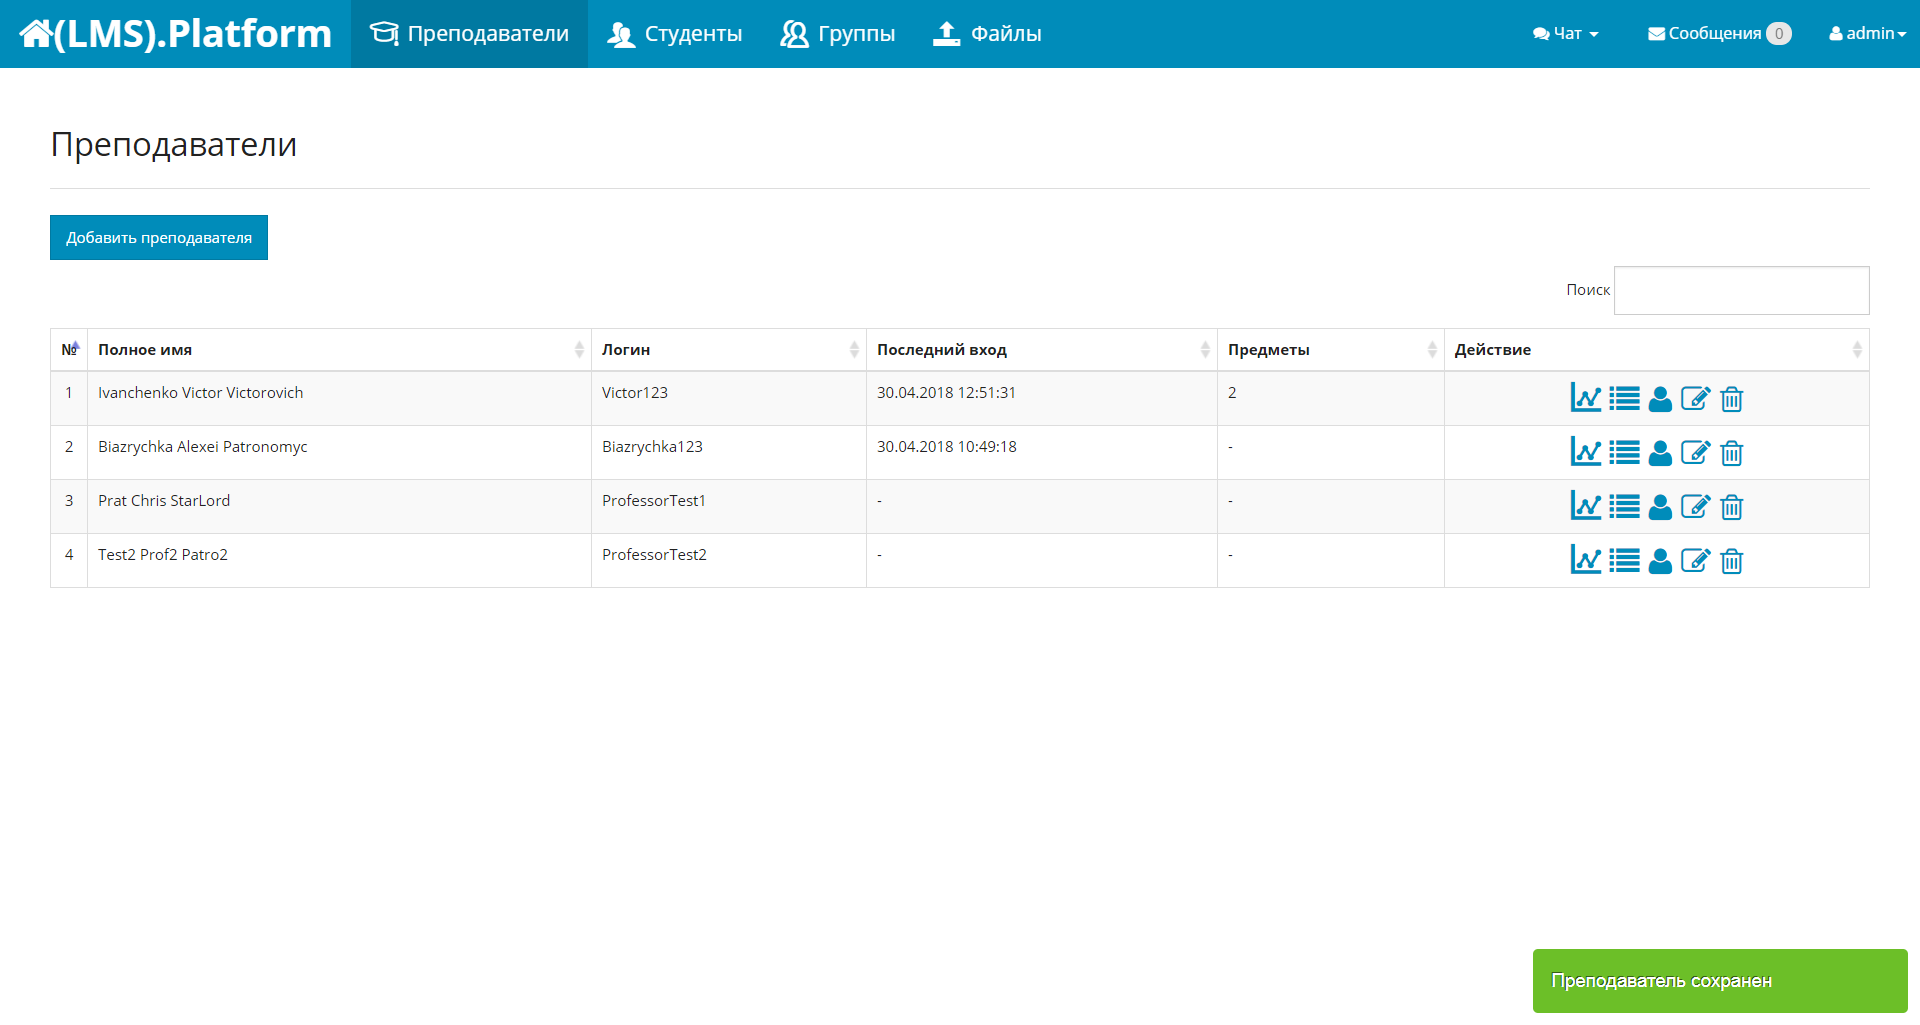 (LMS).Platform Преподаватели Студенты Группы Файлы Чат Сообщения 0 admin
Преподаватели
Добавить преподавателя
Поиск
№ Полное имя Логин Последний вход Предметы Действие
1 Ivanchenko Victor Victorovich Victor123 30.04.2018 12:51:31 2
2 Biazrychka Alexei Patronomyc Biazrychka123 30.04.2018 10:49:18 -
3 Prat Chris StarLord ProfessorTest1 - -
4 Test2 Prof2 Patro2 ProfessorTest2 - -
Преподаватель сохранен